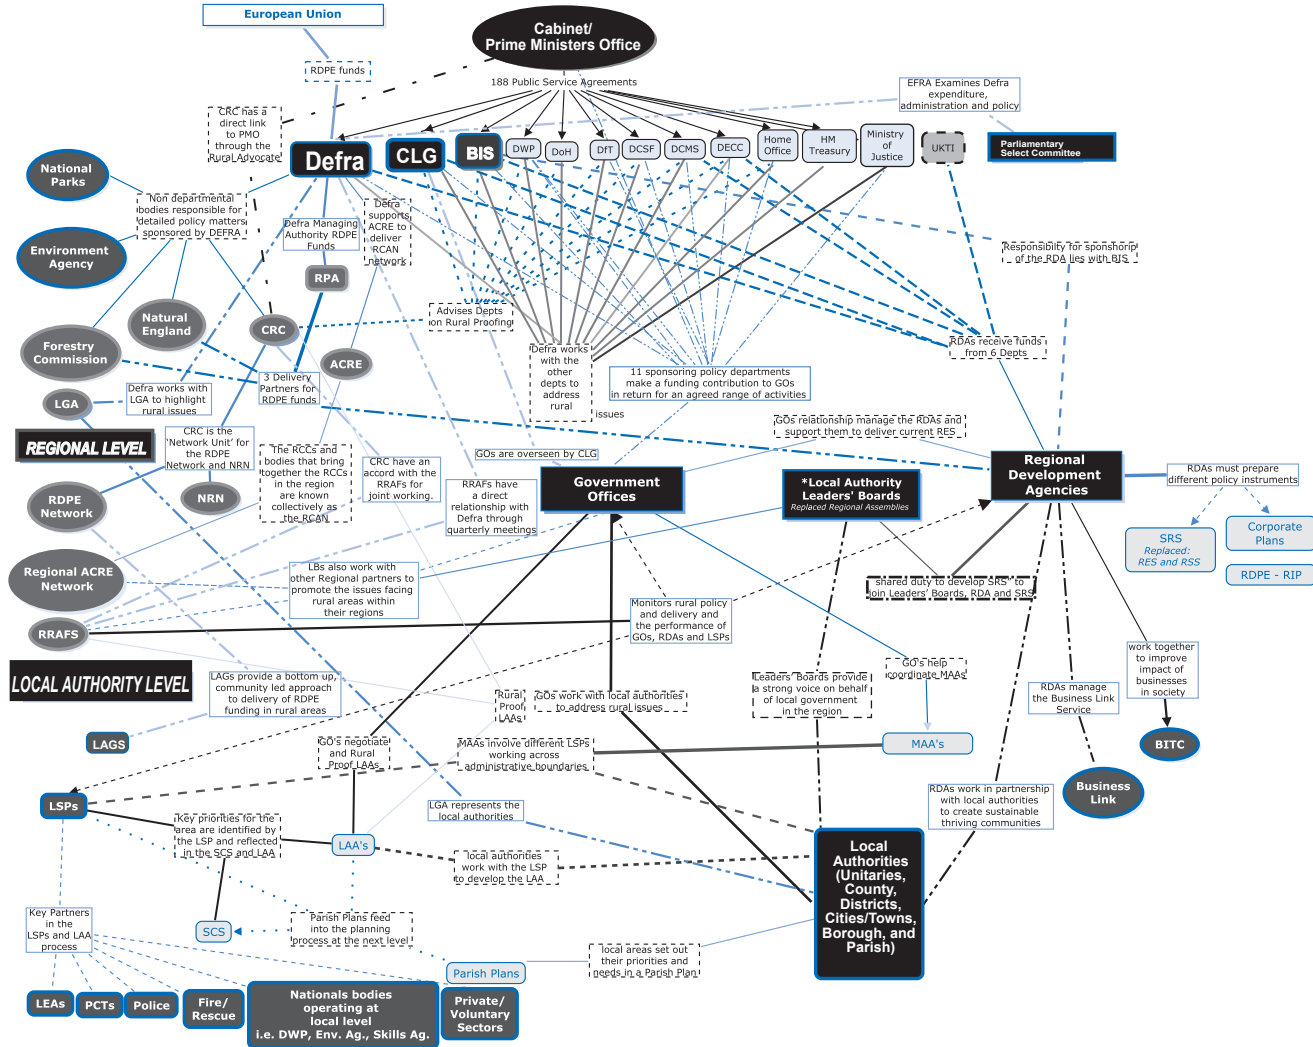 European Union
Cabinet/
Prime Ministers Office
RDPE funds
188 Public Service Agreements
EFRA Examines Defra
expenditure,
administration and policy
CRC has a
direct link
to PMO
through the
Rural Advocate
Defra
CLG
BIS
DWP
DoH
DfT
DCSF
DCMS
DECC
Home
Office
HM
Treasury
Ministry
of
Justice
UKTI
Parliamentary
Select Committee
National
Parks
Non departmental
bodies responsible for
detailed policy matters
sponsored by DEFRA
Defra Managing
Authority RDPE
Funds
Defra
supports
ACRE to
deliver
RCAN
network
Environment
Agency
Responsibiity for sponshorip
of the RDA lies with BIS
RPA
Natural
England
CRC
Advises Depts
on Rural Proofing
Forestry
Commission
ACRE
Defra works
with the
other
depts to
address
rural
issues
11 sponsoring policy departments
make a funding contribution to GOs
in return for an agreed range of activities
RDAs receive funds
from 6 Depts
LGA
Defra works with
LGA to highlight
rural issues
3 Delivery
Partners for
RDPE funds
REGIONAL LEVEL
CRC is the
‘Network Unit’ for
the RDPE
Network and NRN
The RCCs and
bodies that bring
together the RCCs
in the region
are known
collectively as
the RCAN
CRC have an
accord with the
RRAFs for
joint working.
GOs are overseen by CLG
GOs relationship manage the RDAs and
support them to deliver current RES
RDPE
Network
NRN
RRAFs have
a direct
relationship with
Defra through
quarterly meetings
Government
Offices
*Local Authority
Leaders' Boards
Replaced Regional Assemblies
Regional
Development
Agencies
RDAs must prepare
different policy instruments
SRS
Replaced:
RES and RSS
Corporate
Plans
RDPE - RIP
Regional ACRE
Network
LBs also work with
other Regional partners to
promote the issues facing
rural areas within
their regions
shared duty to develop SRS* to
join Leaders’ Boards, RDA and SRS
RRAFS
Monitors rural policy
and delivery and
the performance of
GOs, RDAs and LSPs
LOCAL AUTHORITY LEVEL
LAGs provide a bottom up,
community led approach
to delivery of RDPE
funding in rural areas
Rural
Proof
LAAs
GOs work with local authorities
to address rural issues
Leaders’ Boards provide
a strong voice on behalf
of local government
in the region
GO's help
coordinate MAAs
RDAs manage
the Business Link
Service
work together
to improve
impact of
businesses
in society
LAGS
GO's negotiate
and Rural
Proof LAAs
MAAs involve different LSPs
working across
administrative boundaries
MAA's
BITC
LSPs
Key priorities for the
area are identified by
the LSP and reflected
in the SCS and LAA
LGA represents the
local authorities
RDAs work in partnership
with local authorities
to create sustainable
thriving communities
Business
Link
LAA's
local authorities
work with the LSP
to develop the LAA
Local
Authorities
(Unitaries,
County,
Districts,
Cities/Towns,
Borough, and
Parish)
Key Partners
in the
LSPs and LAA
process
SCS
Parish Plans feed
into the planning
process at the next level
Parish Plans
local areas set out
their priorities and
needs in a Parish Plan
LEAs
PCTs
Police
Fire/
Rescue
Nationals bodies
operating at
local level
i.e. DWP, Env. Ag., Skills Ag.
Private/
Voluntary
Sectors